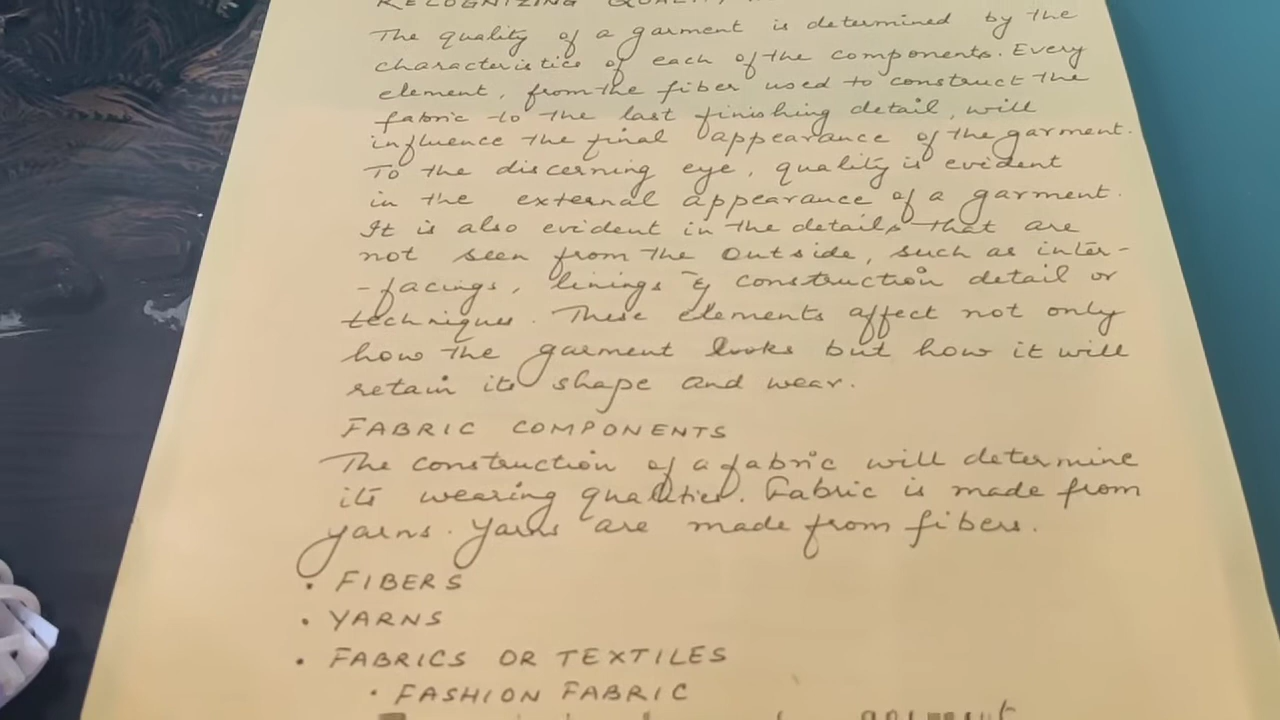 RECOGNIZING QUALITY
The quality of a garment is determined by the
characteristics of each of the components. Every
element, from the fiber used to construct the
fabric to the last finishing detail, will
influence the final appearance of the garment.
To the discerning eye, quality is evident
in the external appearance of a garment.
It is also evident in the details that are
not seen from the outside, such as inter-
-facings, linings & construction detail or
techniques. These elements affect not only
how the garment looks but how it will
retain its shape and wear.
FABRIC COMPONENTS
The construction of a fabric will determine
its wearing qualities. Fabric is made from
yarns. Yarns are made from fibers.
• FIBERS
• YARNS
• FABRICS OR TEXTILES
• FASHION FABRIC
garment